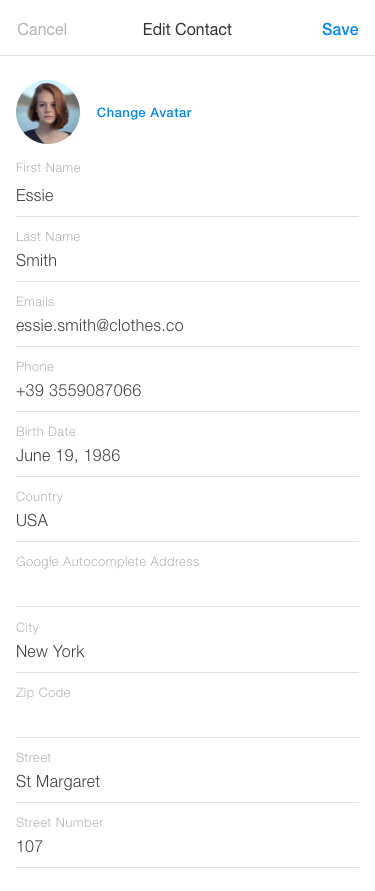 Cancel Edit Contact Save
Change Avatar
First Name
Essie
Last Name
Smith
Emails
essie.smith@clothes.co
Phone
+39 3559087066
Birth Date
June 19, 1986
Country
USA
Google Autocomplete Address
City
New York
Zip Code
Street
St Margaret
Street Number
107